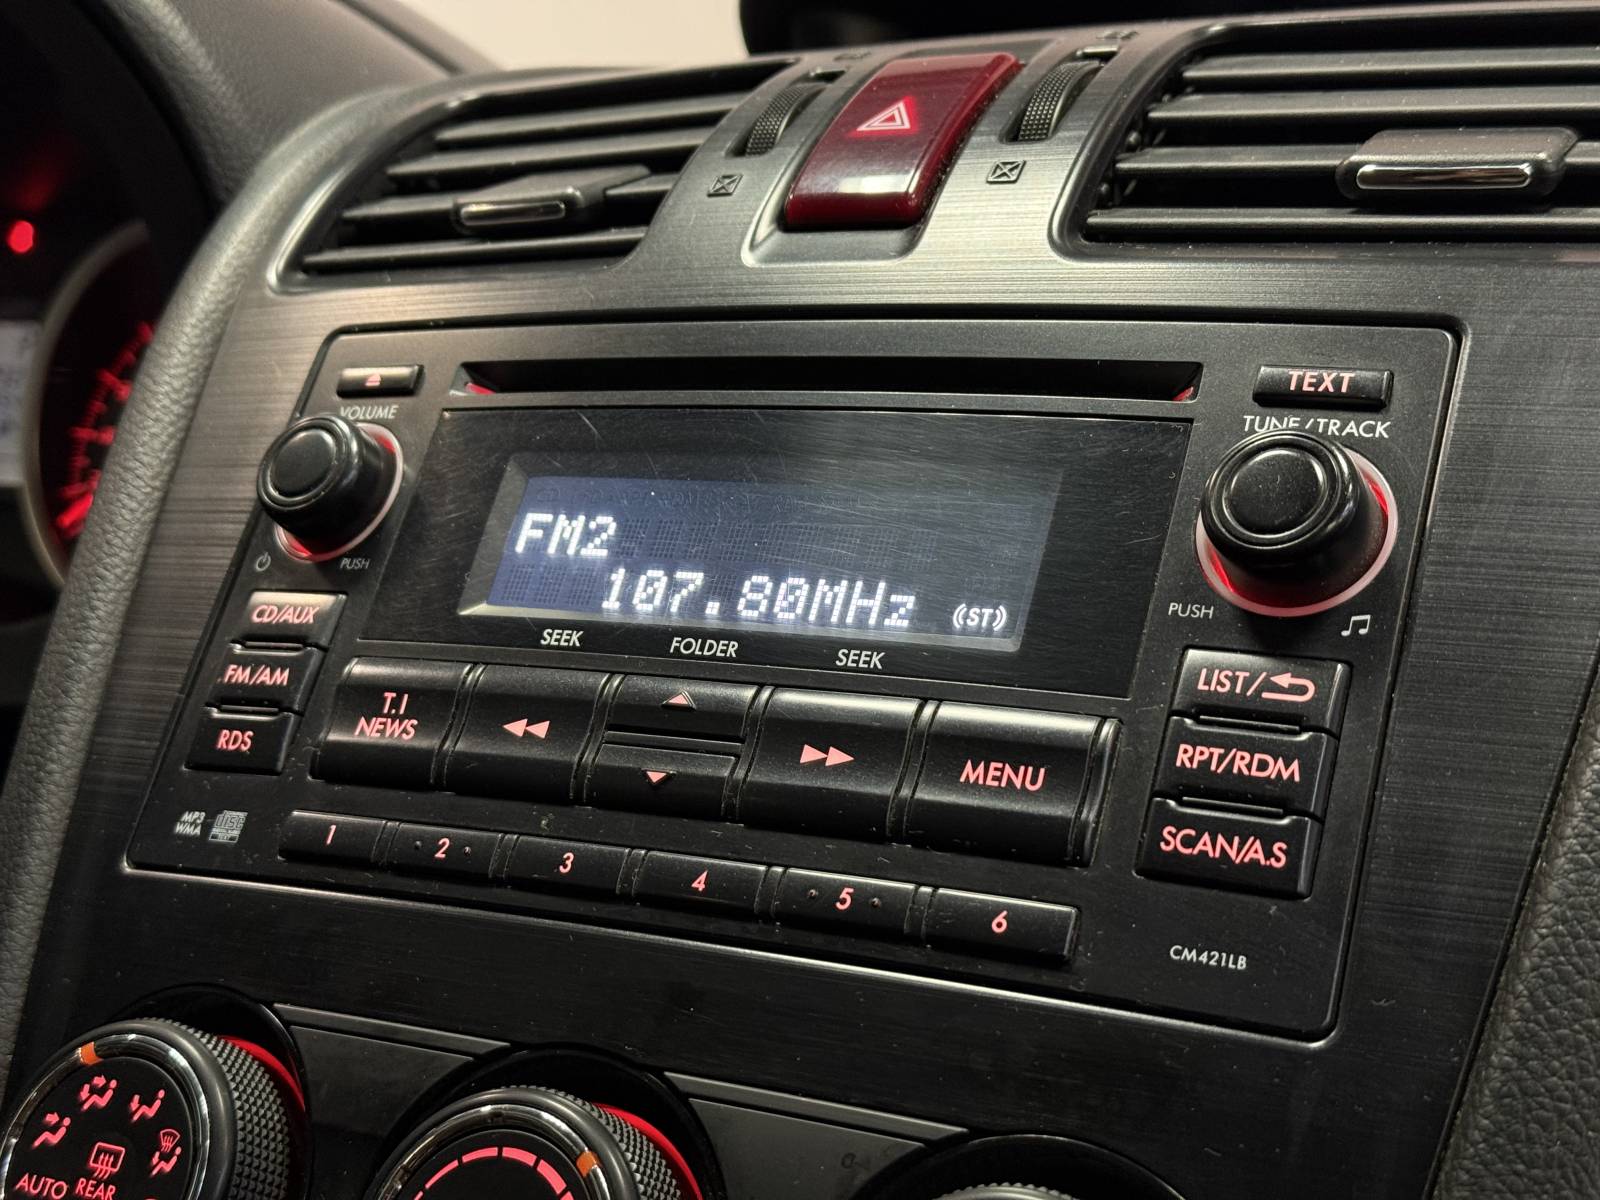 TEXT
VOLUME
TUNE/TRACK
FM2
107.80MHz (ST)
PUSH
PUSH
SEEK
FOLDER
SEEK
CD/AUX
FM/AM
RDS
T.I
NEWS
MENU
LIST/
RPT/RDM
SCAN/A.S
MP3
WMA
disc
1
2
3
4
5
6
CM421LB
AUTO
REAR